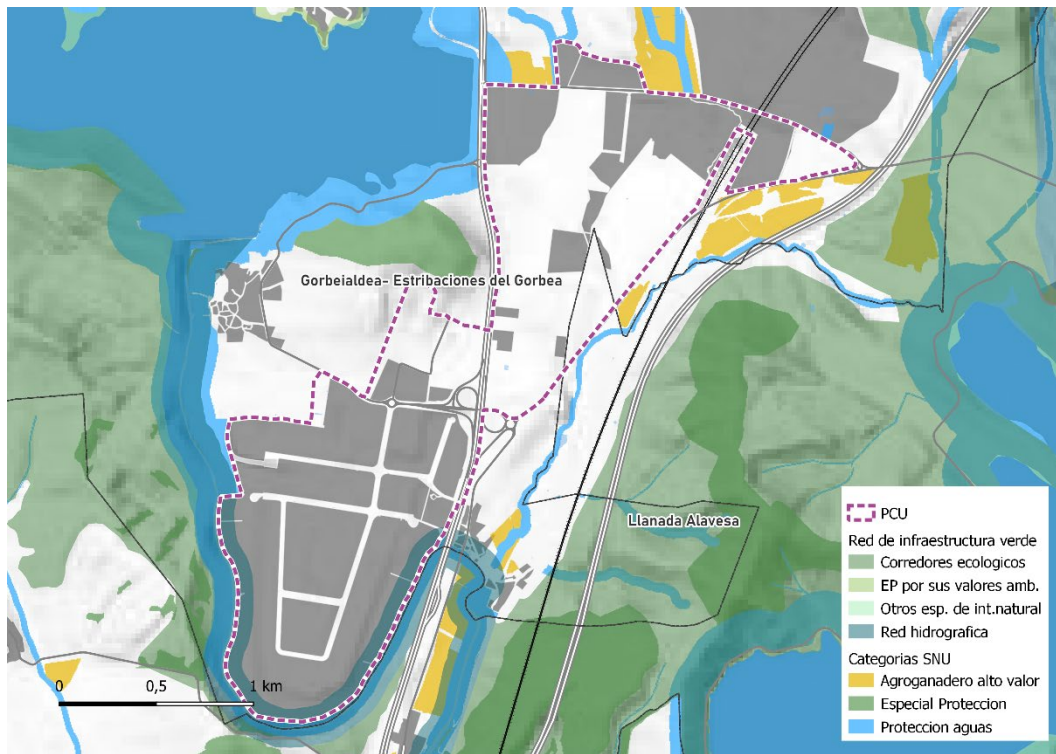 Gorbeialdea- Estribaciones del Gorbea
Llanada Alavesa
0 0,5 1 km
PCU
Red de infraestructura verde
Corredores ecologicos
EP por sus valores amb.
Otros esp. de int.natural
Red hidrografica
Categorias SNU
Agroganadero alto valor
Especial Proteccion
Proteccion aguas